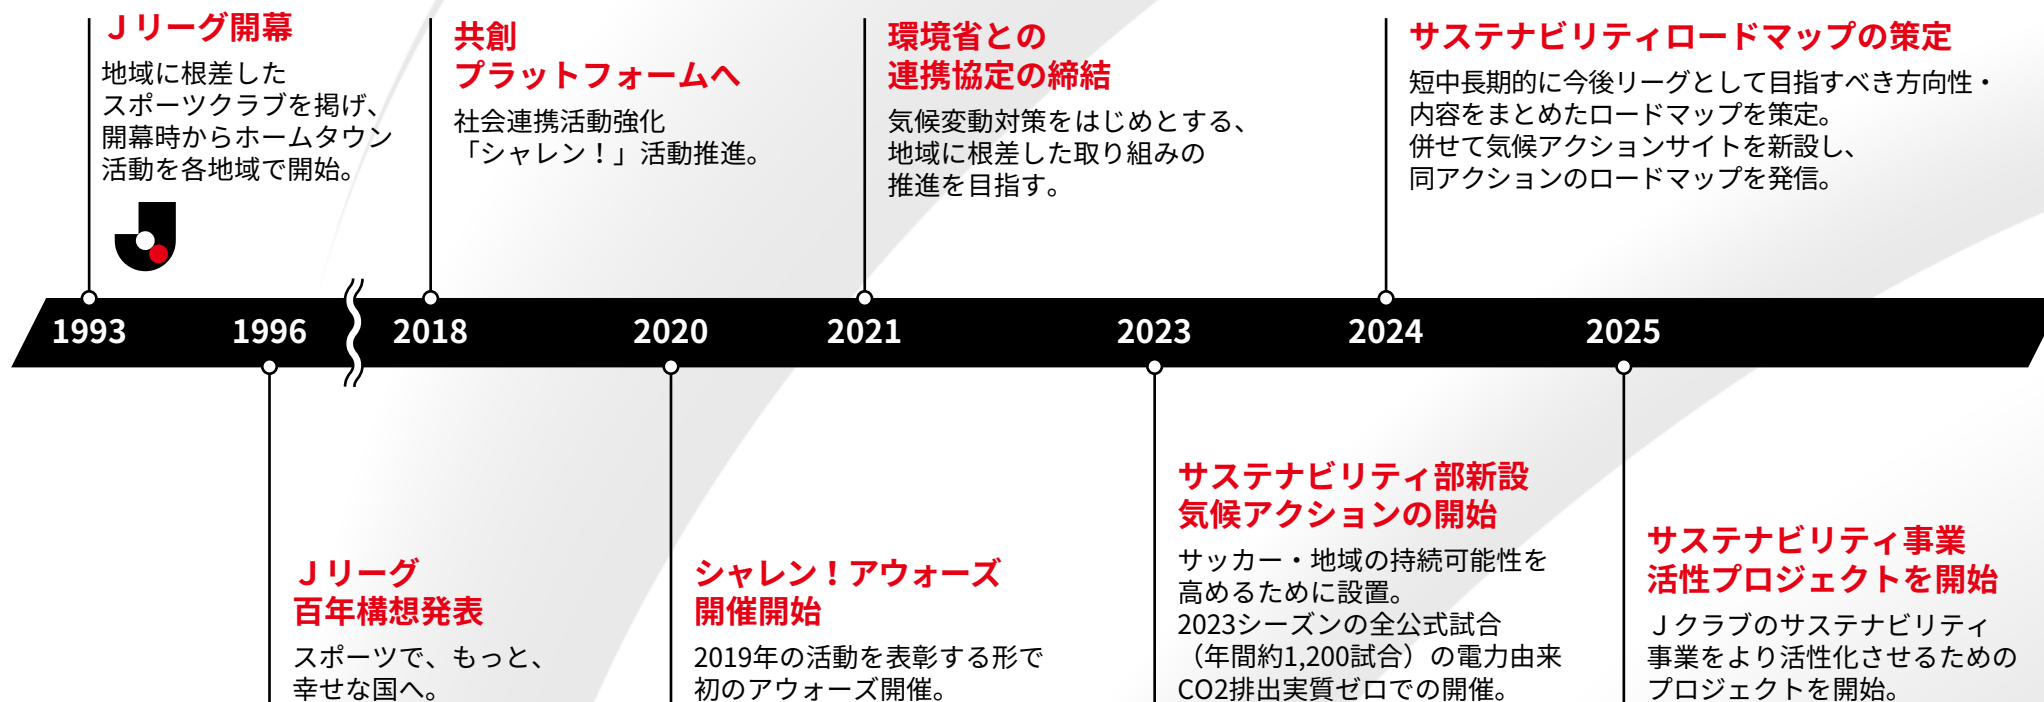 Jリーグ開幕
地域に根差した
スポーツクラブを掲げ、
開幕時からホームタウン
活動を各地域で開始。
共創
プラットフォームへ
社会連携活動強化
「シャレン！」活動推進。
環境省との
連携協定の締結
気候変動対策をはじめとする、
地域に根差した取り組みの
推進を目指す。
サステナビリティロードマップの策定
短中長期的に今後リーグとして目指すべき方向性・
内容をまとめたロードマップを策定。
併せて気候アクションサイトを新設し、
同アクションのロードマップを発信。
1993 1996 2018 2020 2021 2023 2024 2025
Jリーグ
百年構想発表
スポーツで、もっと、
幸せな国へ。
シャレン！アウォーズ
開催開始
2019年の活動を表彰する形で
初のアウォーズ開催。
サステナビリティ部新設
気候アクションの開始
サッカー・地域の持続可能性を
高めるために設置。
2023シーズンの全公式試合
（年間約1,200試合）の電力由来
CO2排出実質ゼロでの開催。
サステナビリティ事業
活性プロジェクトを開始
Jクラブのサステナビリティ
事業をより活性化させるための
プロジェクトを開始。